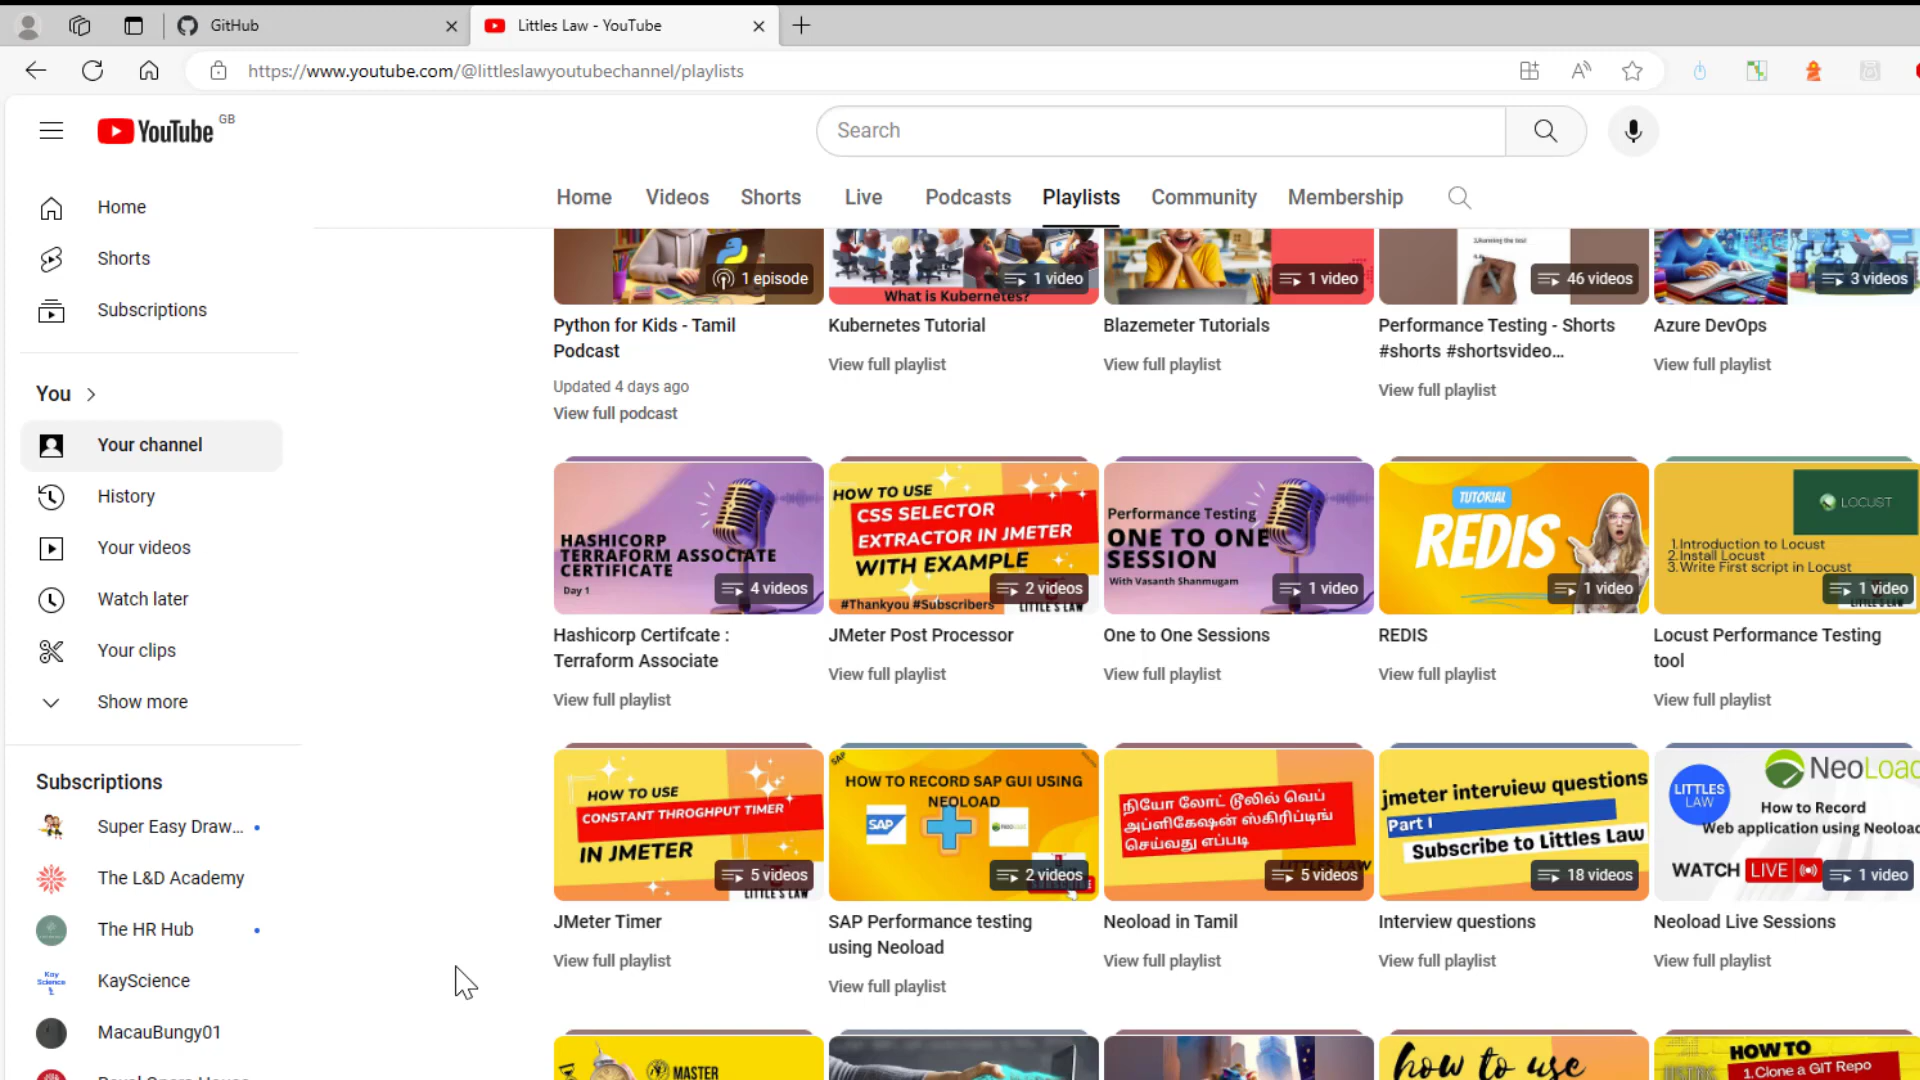 GitHub
Littles Law - YouTube
https://www.youtube.com/@littleslawyoutubechannel/playlists
YouTube GB
Search
Home
Videos
Shorts
Live
Podcasts
Playlists
Community
Membership
Home
Shorts
Subscriptions
You
Your channel
History
Your videos
Watch later
Your clips
Show more
Subscriptions
Super Easy Draw...
The L&D Academy
The HR Hub
KayScience
MacauBungy01
1 episode
Python for Kids - Tamil
Podcast
Updated 4 days ago
View full podcast
1 video
What is Kubernetes?
Kubernetes Tutorial
View full playlist
1 video
Blazemeter Tutorials
View full playlist
46 videos
Performance Testing - Shorts
#shorts #shortsvideo...
View full playlist
3 videos
Azure DevOps
View full playlist
HASHICORP
TERRAFORM ASSOCIATE
CERTIFICATE
Day 1
4 videos
Hashicorp Certifcate :
Terraform Associate
View full playlist
HOW TO USE
CSS SELECTOR
EXTRACTOR IN JMETER
WITH EXAMPLE
2 videos
#Thankyou #Subscribers
LITTLE'S LAW
JMeter Post Processor
View full playlist
Performance Testing
ONE TO ONE
SESSION
With Vasanth Shanmugam
1 video
One to One Sessions
View full playlist
TUTORIAL
REDIS
1 video
REDIS
View full playlist
LOCUST
1.Introduction to Locust
2.Install Locust
3.Write First script in Locust
1 video
Locust Performance Testing
tool
View full playlist
HOW TO USE
CONSTANT THROGHPUT TIMER
IN JMETER
5 videos
LITTLE'S LAW
JMeter Timer
View full playlist
SAP
HOW TO RECORD SAP GUI USING
NEOLOAD
SAP
NEOLOAD
2 videos
SAP Performance testing
using Neoload
View full playlist
நியோ லோட் டூலில் வெப்
அப்ளிகேஷன் ஸ்கிரிப்டிங்
செய்வது எப்படி
LITTLES LAW
5 videos
Neoload in Tamil
View full playlist
jmeter interview questions
Part I
Subscribe to Littles Law
18 videos
Interview questions
View full playlist
LITTLES
LAW
NeoLoad
How to Record
Web application using Neoload
WATCH LIVE
1 video
Neoload Live Sessions
View full playlist
MASTER
how to use
HOW TO
1.Clone a GIT Repo